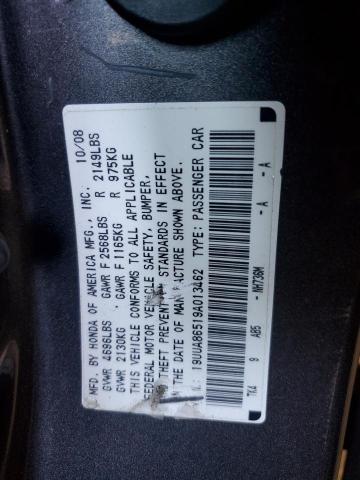 MFD. BY HONDA OF AMERICA MFG., INC. 10/08
GVWR 4696LBS GAWR F 2568LBS R 2149LBS
GVWR 2130KG GAWR F 1165KG R 975KG
THIS VEHICLE CONFORMS TO ALL APPLICABLE
FEDERAL MOTOR VEHICLE SAFETY, BUMPER,
THEFT PREVENTION STANDARDS IN EFFECT
THE DATE OF MANUFACTURE SHOWN ABOVE.
19UUA86519A013462 TYPE: PASSENGER CAR
TK4 9 AB5 - NH736M - A - A